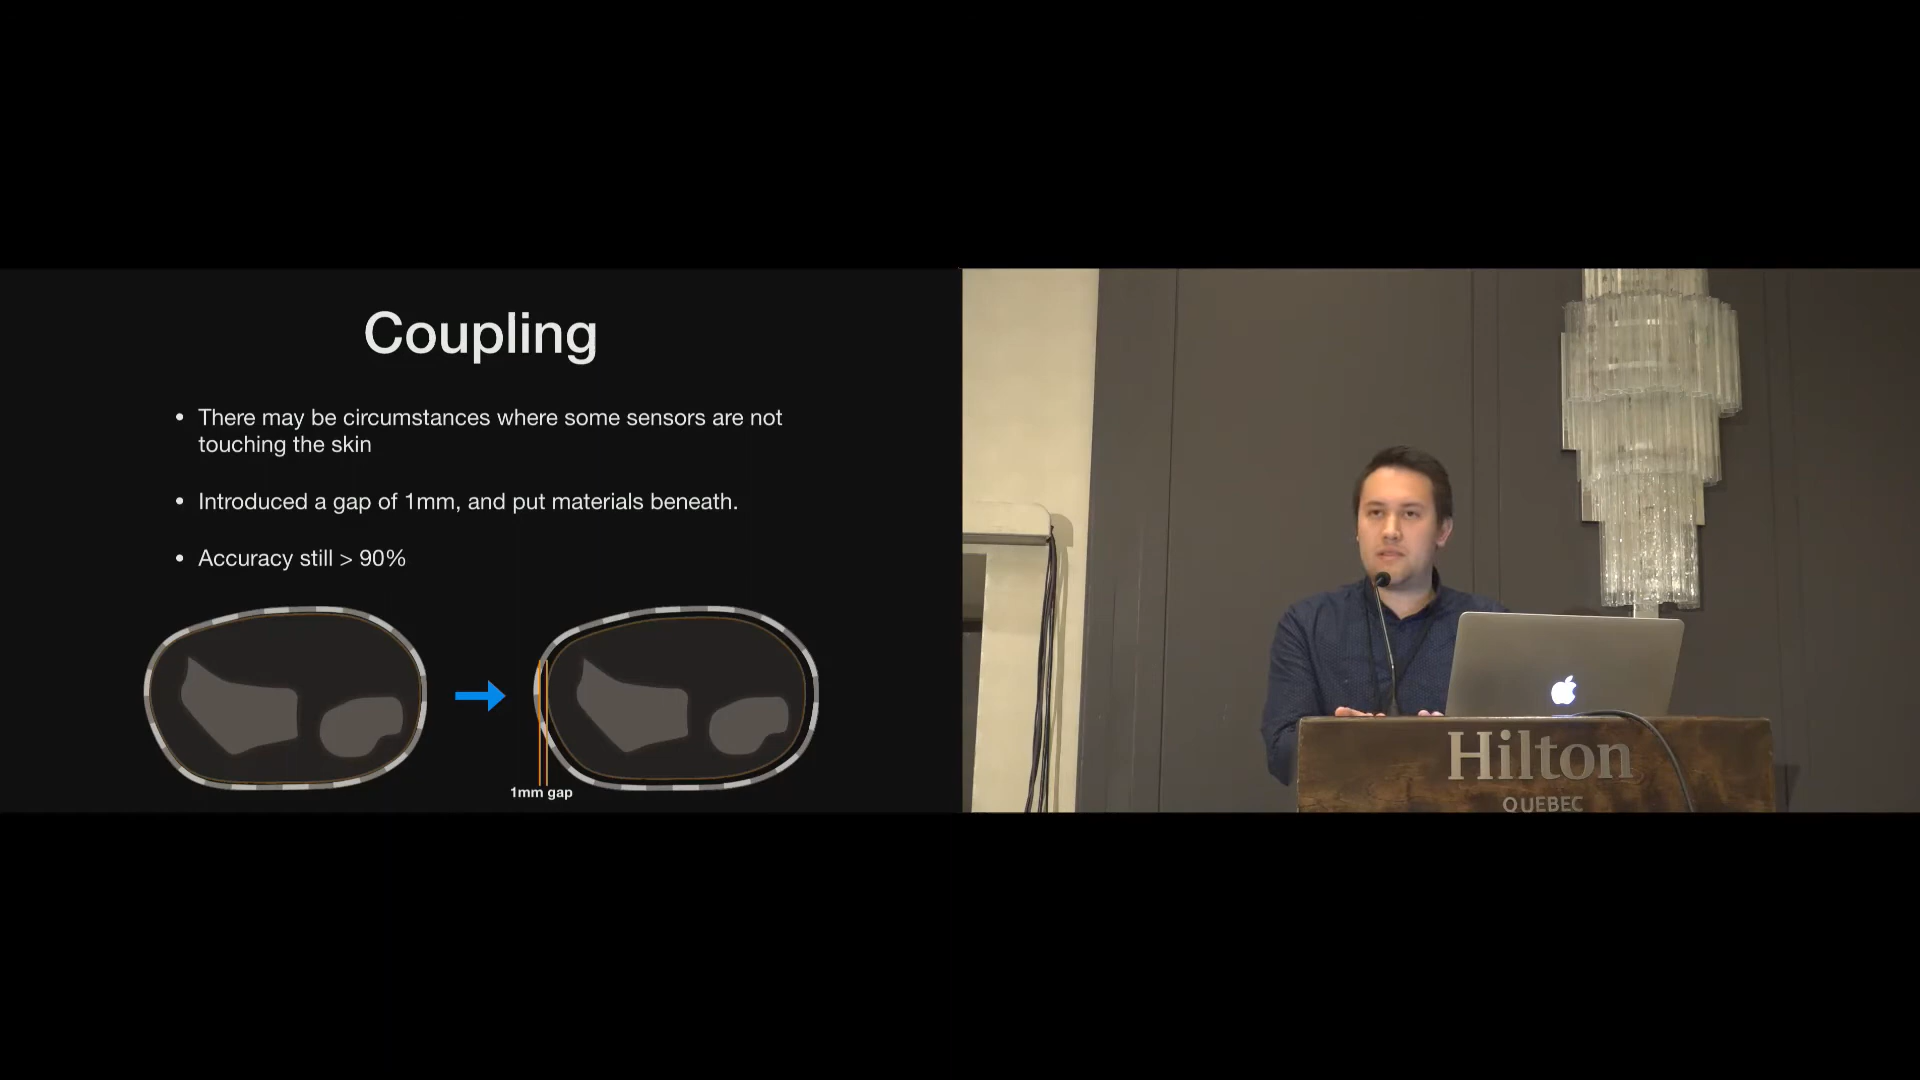 Coupling
• There may be circumstances where some sensors are not
touching the skin
• Introduced a gap of 1mm, and put materials beneath.
• Accuracy still > 90%
1mm gap
Hilton
QUEBEC